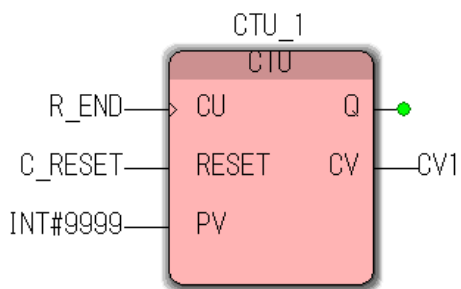 CTU_1
CTU
R_END CU Q
C_RESET RESET CV CV1
INT#9999 PV